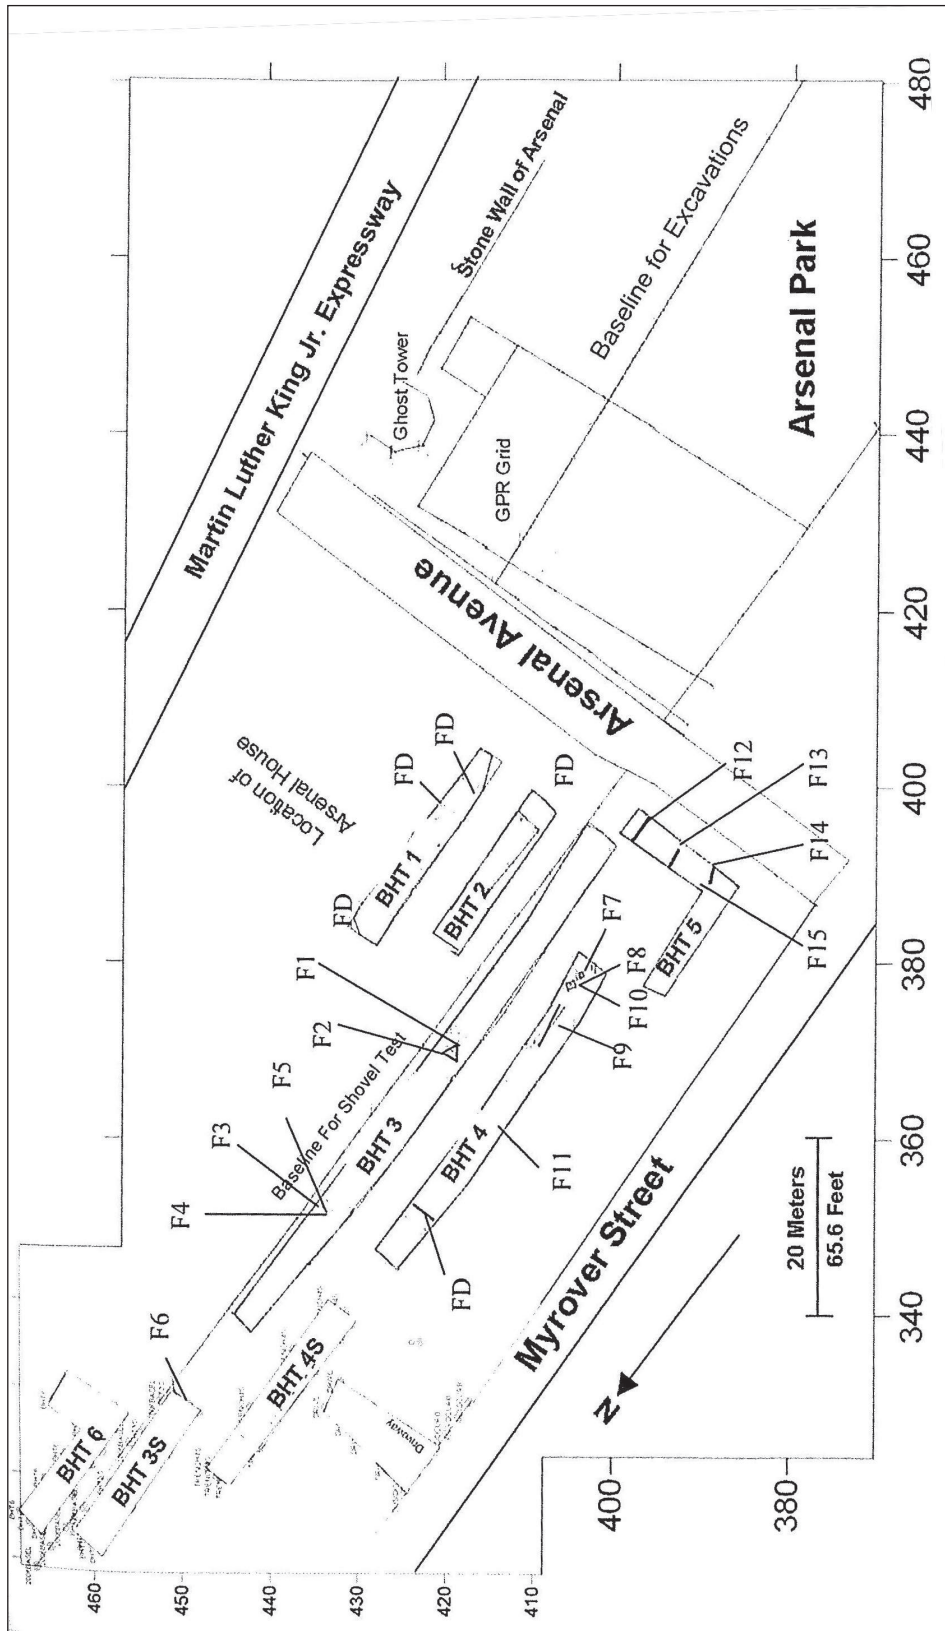 Martin Luther King Jr. Expressway
Stone Wall of Arsenal
Ghost Tower
GPR Grid
Baseline for Excavations
Arsenal Park
Arsenal Avenue
Location of
Arsenal House
FD
FD
FD
FD
BHT 1
BHT 2
F1
F2
F3
F4
F5
Baseline For Shovel Test
BHT 3
BHT 4
BHT 5
F7
F8
F10
F9
F11
FD
F12
F13
F14
F15
F6
BHT 6
BHT 3S
BHT 4S
Driveway
Myrover Street
20 Meters
65.6 Feet
N
460
450
440
430
420
410
400
380
340
360
380
400
420
440
460
480